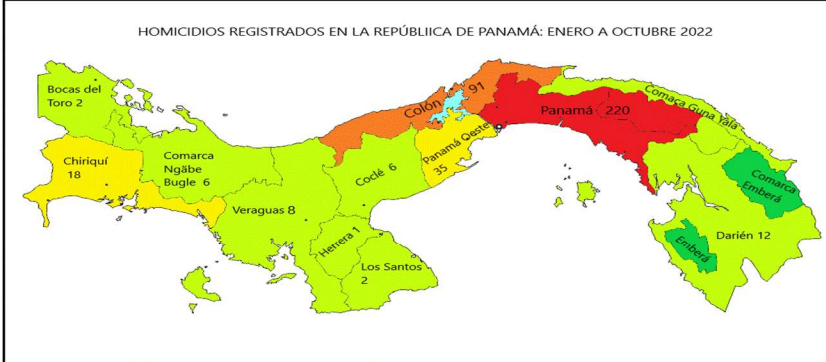 HOMICIDIOS REGISTRADOS EN LA REPÚBLIICA DE PANAMÁ: ENERO A OCTUBRE 2022
Bocas del
Toro 2
Chiriquí
18
Comarca
Ngäbe
Bugle 6
Veraguas 8
Herrera 1
Los Santos
2
Coclé 6
Colón 91
Panamá Oeste
35
Panamá 220
Comaca Guna Yala
Comarca
Emberá
Emberá
Darién 12